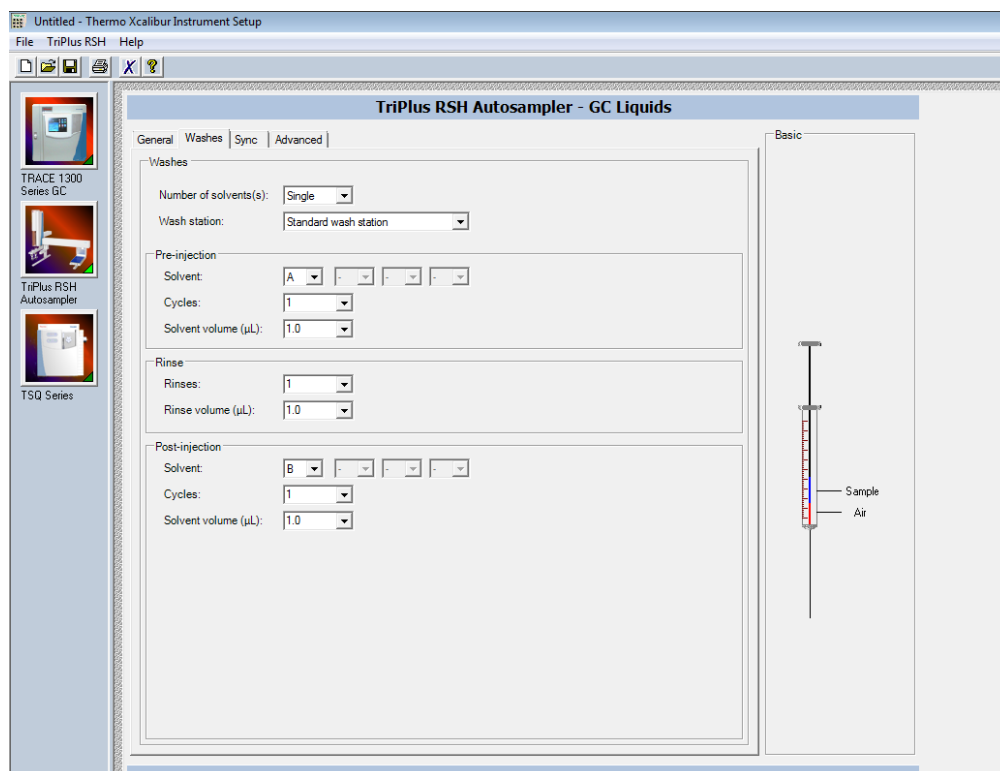 Untitled - Thermo Xcalibur Instrument Setup
File TriPlus RSH Help
TRACE 1300
Series GC
TriPlus RSH
Autosampler
TSQ Series
TriPlus RSH Autosampler - GC Liquids
General Washes Sync Advanced
Washes
Number of solvents(s): Single
Wash station: Standard wash station
Pre-injection
Solvent: A - - -
Cycles: 1
Solvent volume (µL): 1.0
Rinse
Rinses: 1
Rinse volume (µL): 1.0
Post-injection
Solvent: B - - -
Cycles: 1
Solvent volume (µL): 1.0
Basic
Sample
Air